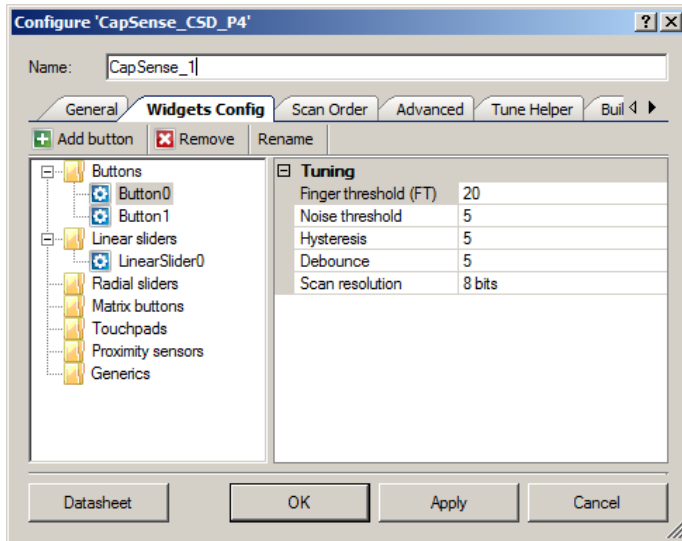 Configure 'CapSense_CSD_P4'
Name: CapSense_1
General Widgets Config Scan Order Advanced Tune Helper Buil
Add button Remove Rename
Buttons
Button0
Button1
Linear sliders
LinearSlider0
Radial sliders
Matrix buttons
Touchpads
Proximity sensors
Generics
Tuning
Finger threshold (FT) 20
Noise threshold 5
Hysteresis 5
Debounce 5
Scan resolution 8 bits
Datasheet OK Apply Cancel